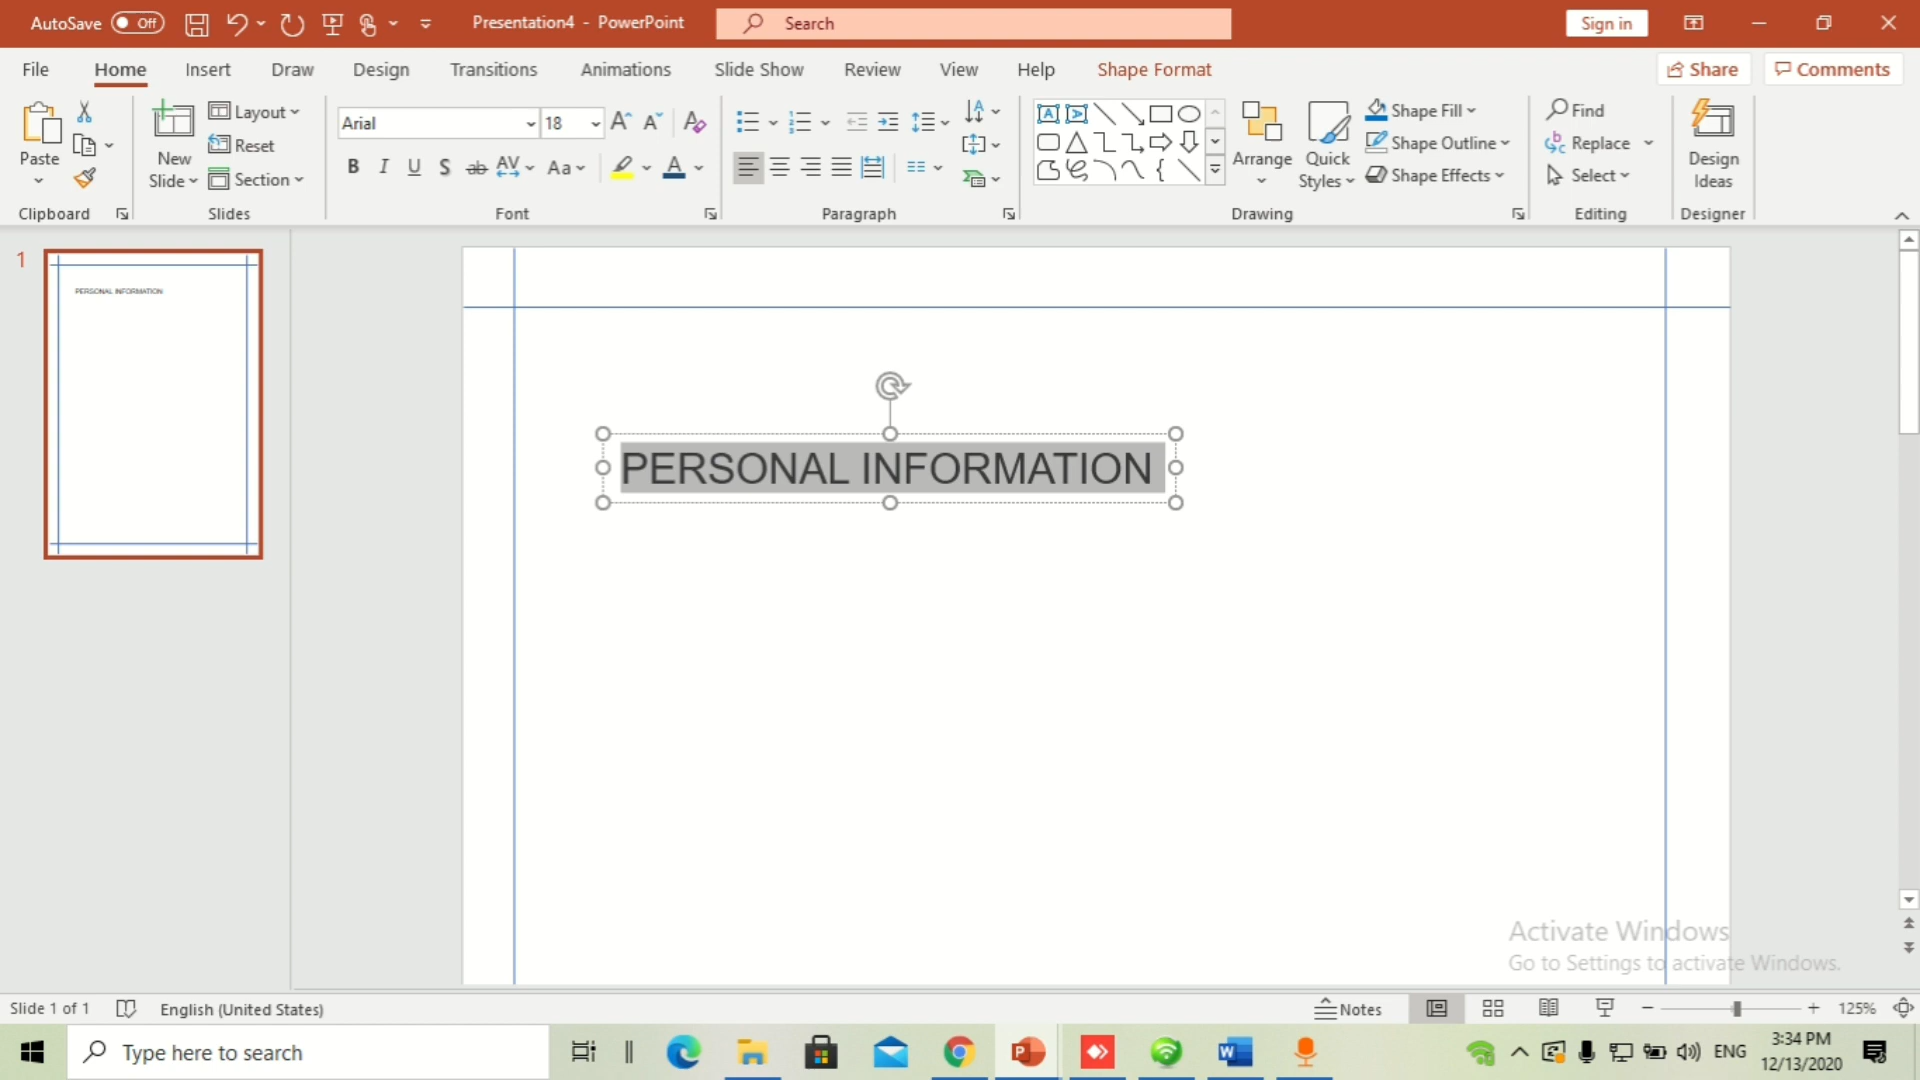 AutoSave Off Presentation4 - PowerPoint Search Sign in
File Home Insert Draw Design Transitions Animations Slide Show Review View Help Shape Format Share Comments
Paste
New
Slide
Layout
Reset
Section
Arial 18
B I U S ab AV Aa A
Arrange
Quick
Styles
Shape Fill
Shape Outline
Shape Effects
Find
Replace
Select
Design
Ideas
Clipboard Slides Font Paragraph Drawing Editing Designer
1
PERSONAL INFORMATION
PERSONAL INFORMATION
Activate Windows
Go to Settings to activate Windows.
Slide 1 of 1 English (United States) Notes 125%
Type here to search ENG 3:34 PM
12/13/2020